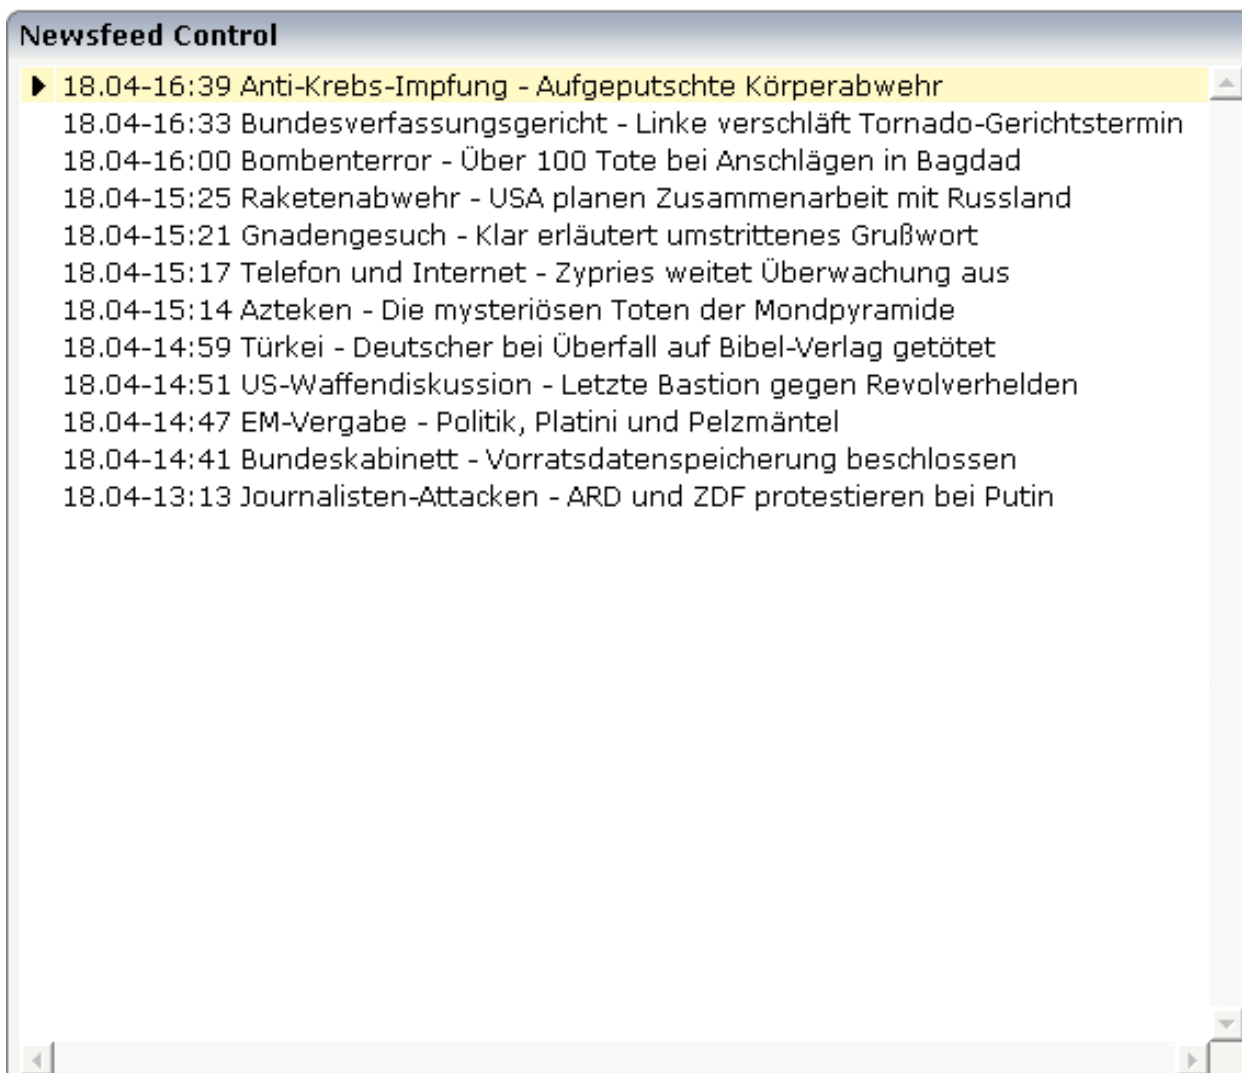 Newsfeed Control
18.04-16:39 Anti-Krebs-Impfung - Aufgeputschte Körperabwehr
18.04-16:33 Bundesverfassungsgericht - Linke verschläft Tornado-Gerichtstermin
18.04-16:00 Bombenterror - Über 100 Tote bei Anschlägen in Bagdad
18.04-15:25 Raketenabwehr - USA planen Zusammenarbeit mit Russland
18.04-15:21 Gnadengesuch - Klar erläutert umstrittenes Grußwort
18.04-15:17 Telefon und Internet - Zypries weitet Überwachung aus
18.04-15:14 Azteken - Die mysteriösen Toten der Mondpyramide
18.04-14:59 Türkei - Deutscher bei Überfall auf Bibel-Verlag getötet
18.04-14:51 US-Waffendiskussion - Letzte Bastion gegen Revolverhelden
18.04-14:47 EM-Vergabe - Politik, Platini und Pelzmäntel
18.04-14:41 Bundeskabinett - Vorratsdatenspeicherung beschlossen
18.04-13:13 Journalisten-Attacken - ARD und ZDF protestieren bei Putin